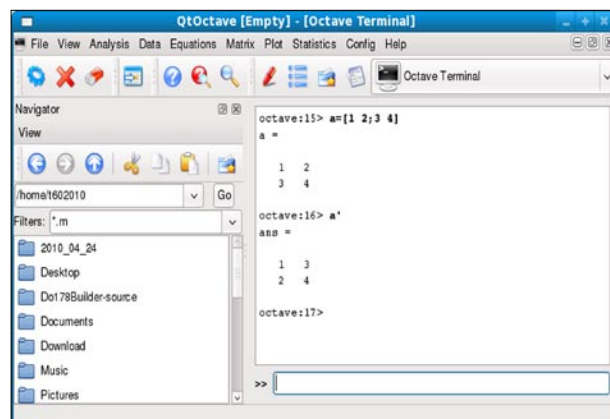 QtOctave [Empty] - [Octave Terminal]
File View Analysis Data Equations Matrix Plot Statistics Config Help
Octave Terminal
Navigator
View
/home/t602010
Go
Filters: *.m
2010_04_24
Desktop
Do178Builder-source
Documents
Download
Music
Pictures
octave:15> a=[1 2;3 4]
a =
1 2
3 4
octave:16> a'
ans =
1 3
2 4
octave:17>
>>